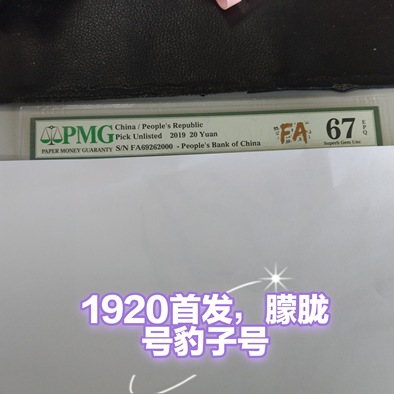 PMG
PAPER MONEY GUARANTY
China / People's Republic
Pick Unlisted 2019 20 Yuan
S/N FA69262000 - People's Bank of China
FA
67 EPQ
Superb Gem Unc
1920首发，朦胧
号豹子号